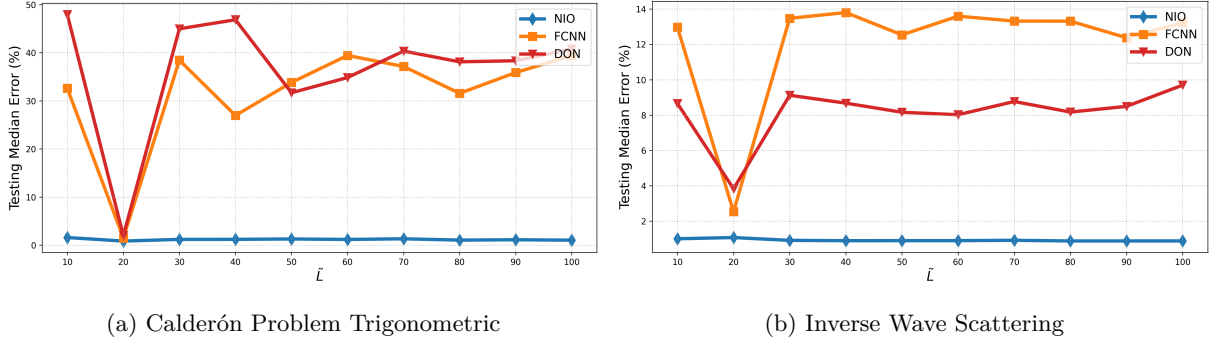 50
40
30
20
10
0
Testing Median Error (%)
10 20 30 40 50 60 70 80 90 100
L̃
NIO
FCNN
DON
(a) Calderón Problem Trigonometric
14
12
10
8
6
4
2
Testing Median Error (%)
10 20 30 40 50 60 70 80 90 100
L̃
NIO
FCNN
DON
(b) Inverse Wave Scattering